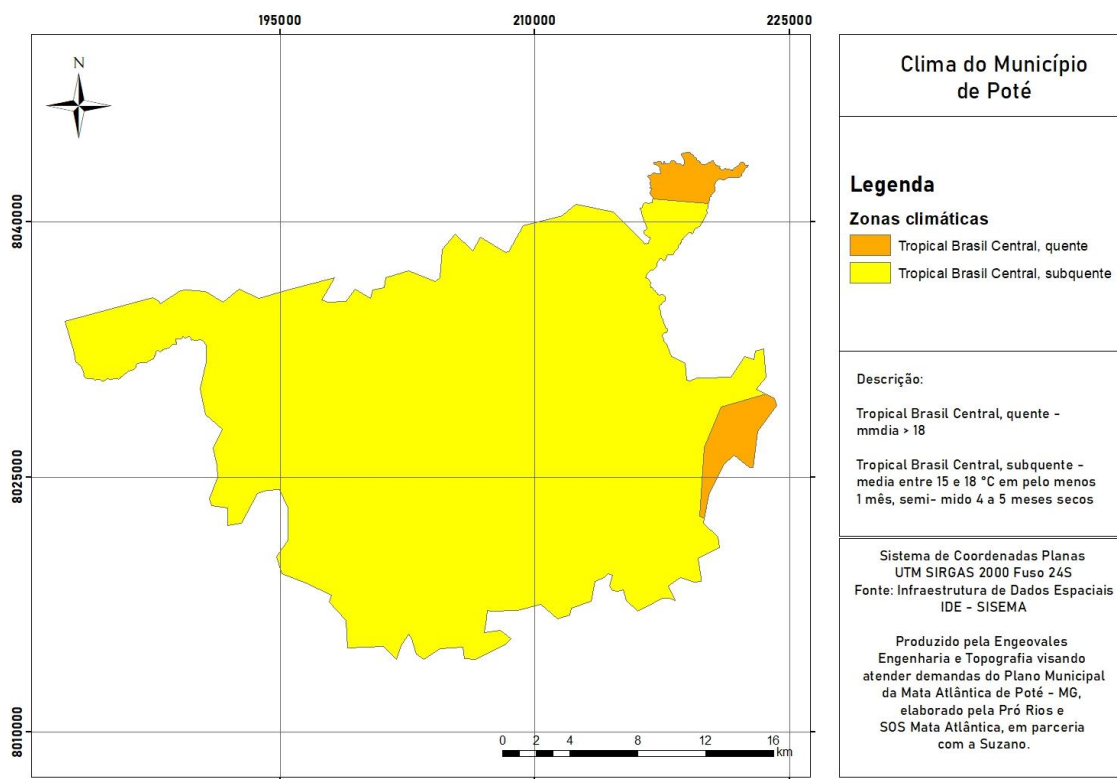 195000
210000
225000
N
8040000
8025000
8010000
0 2 4 8 12 16
km
Clima do Município
de Poté
Legenda
Zonas climáticas
Tropical Brasil Central, quente
Tropical Brasil Central, subquente
Descrição:
Tropical Brasil Central, quente -
mmdia > 18
Tropical Brasil Central, subquente -
media entre 15 e 18 °C em pelo menos
1 mês, semi- mido 4 a 5 meses secos
Sistema de Coordenadas Planas
UTM SIRGAS 2000 Fuso 24S
Fonte: Infraestrutura de Dados Espaciais
IDE - SISEMA
Produzido pela Engeovales
Engenharia e Topografia visando
atender demandas do Plano Municipal
da Mata Atlântica de Poté - MG,
elaborado pela Pró Rios e
SOS Mata Atlântica, em parceria
com a Suzano.